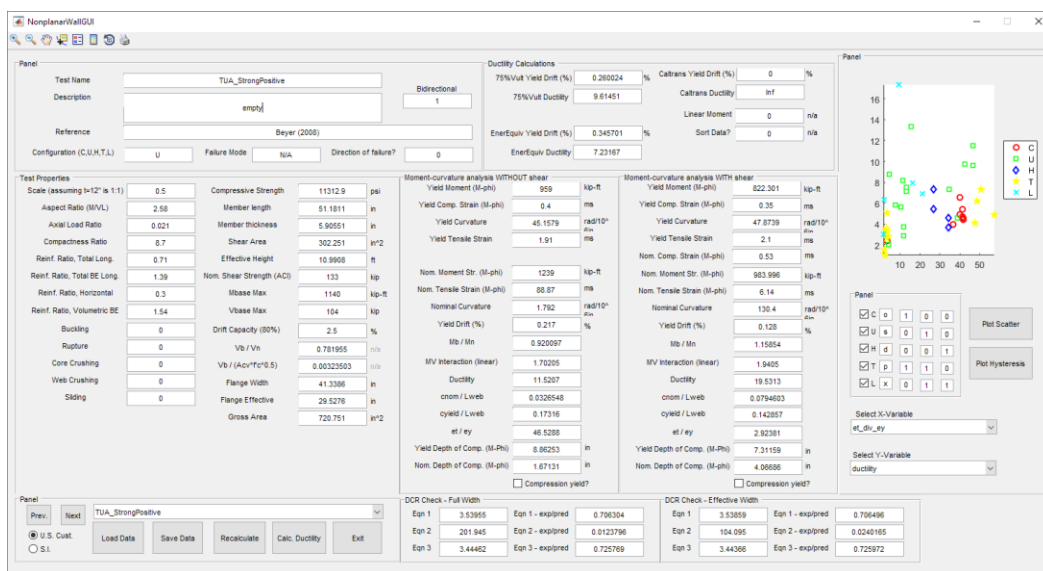 NonplanarWallGUI
Panel
Test Name TUA_StrongPositive
Description empty
Bidirectional
1
Reference Beyer (2008)
Configuration (C,U,H,T,L) U Failure Mode N/A Direction of failure? 0
Ductility Calculations
75%Vult Yield Drift (%) 0.260024 % Caltrans Yield Drift (%) 0 %
75%Vult Ductility 9.61451 Caltrans Ductility Inf
Linear Moment 0 n/a
EnerEquiv Yield Drift (%) 0.345701 % Sort Data? 0 n/a
EnerEquiv Ductility 7.23167
Test Properties
Scale (assuming t=12" is 1:1) 0.5 Compressive Strength 11312.9 psi
Aspect Ratio (M/VL) 2.58 Member length 51.1811 in
Axial Load Ratio 0.021 Member thickness 5.90551 in
Compactness Ratio 8.7 Shear Area 302.251 in^2
Reinf. Ratio, Total Long. 0.71 Effective Height 10.9908 ft
Reinf. Ratio, Total BE Long. 1.39 Nom. Shear Strength (ACI) 133 kip
Reinf. Ratio, Horizontal 0.3 Mbase Max 1140 kip-ft
Reinf. Ratio, Volumetric BE 1.54 Vbase Max 104 kip
Buckling 0 Drift Capacity (80%) 2.5 %
Rupture 0 Vb / Vn 0.781955 n/a
Core Crushing 0 Vb / (Acv*f'c^0.5) 0.00323503 n/a
Web Crushing 0 Flange Width 41.3386 in
Sliding 0 Flange Effective 29.5276 in
Gross Area 720.751 in^2
Moment-curvature analysis WITHOUT shear
Yield Moment (M-phi) 959 kip-ft
Yield Comp. Strain (M-phi) 0.4 ms
Yield Curvature 45.1579 rad/10^
Yield Tensile Strain 1.91 ms
Nom. Moment Str. (M-phi) 1239 kip-ft
Nom. Tensile Strain (M-phi) 88.87 ms
Nominal Curvature 1.792 rad/10^
Yield Drift (%) 0.217 %
Mb / Mn 0.920097
MV Interaction (linear) 1.70205
Ductility 11.5207
cnom / Lweb 0.0326548
cyield / Lweb 0.17316
et / ey 46.5288
Yield Depth of Comp. (M-Phi) 8.86253 in
Nom. Depth of Comp. (M-Phi) 1.67131 in
Compression yield?
Moment-curvature analysis WITH shear
Yield Moment (M-phi) 822.301 kip-ft
Yield Comp. Strain (M-phi) 0.35 ms
Yield Curvature 47.8739 rad/10^
Yield Tensile Strain 2.1 ms
Nom. Comp. Strain (M-phi) 0.53 ms
Nom. Moment Str. (M-phi) 983.996 kip-ft
Nom. Tensile Strain (M-phi) 6.14 ms
Nominal Curvature 130.4 rad/10^
Yield Drift (%) 0.128 %
Mb / Mn 1.15854
MV Interaction (linear) 1.9405
Ductility 19.5313
cnom / Lweb 0.0794603
cyield / Lweb 0.142857
et / ey 2.92381
Yield Depth of Comp. (M-Phi) 7.31159 in
Nom. Depth of Comp. (M-phi) 4.06686 in
Compression yield?
Panel
16
14
12
10
8
6
4
2
10 20 30 40 50
C
U
H
T
L
Panel
C o 1 0 0
U s 0 1 0
H d 0 0 1
T p 1 1 0
L x 0 1 1
Plot Scatter
Plot Hysteresis
Select X-Variable
et_div_ey
Select Y-Variable
ductility
Panel
Prev. Next TUA_StrongPositive
U.S. Cust.
S.I.
Load Data Save Data Recalculate Calc. Ductility Exit
DCR Check - Full Width
Eqn 1 3.53955 Eqn 1 - exp/pred 0.706304
Eqn 2 201.945 Eqn 2 - exp/pred 0.0123796
Eqn 3 3.44462 Eqn 3 - exp/pred 0.725769
DCR Check - Effective Width
Eqn 1 3.53859 Eqn 1 - exp/pred 0.706496
Eqn 2 104.095 Eqn 2 - exp/pred 0.0240165
Eqn 3 3.44366 Eqn 3 - exp/pred 0.725972